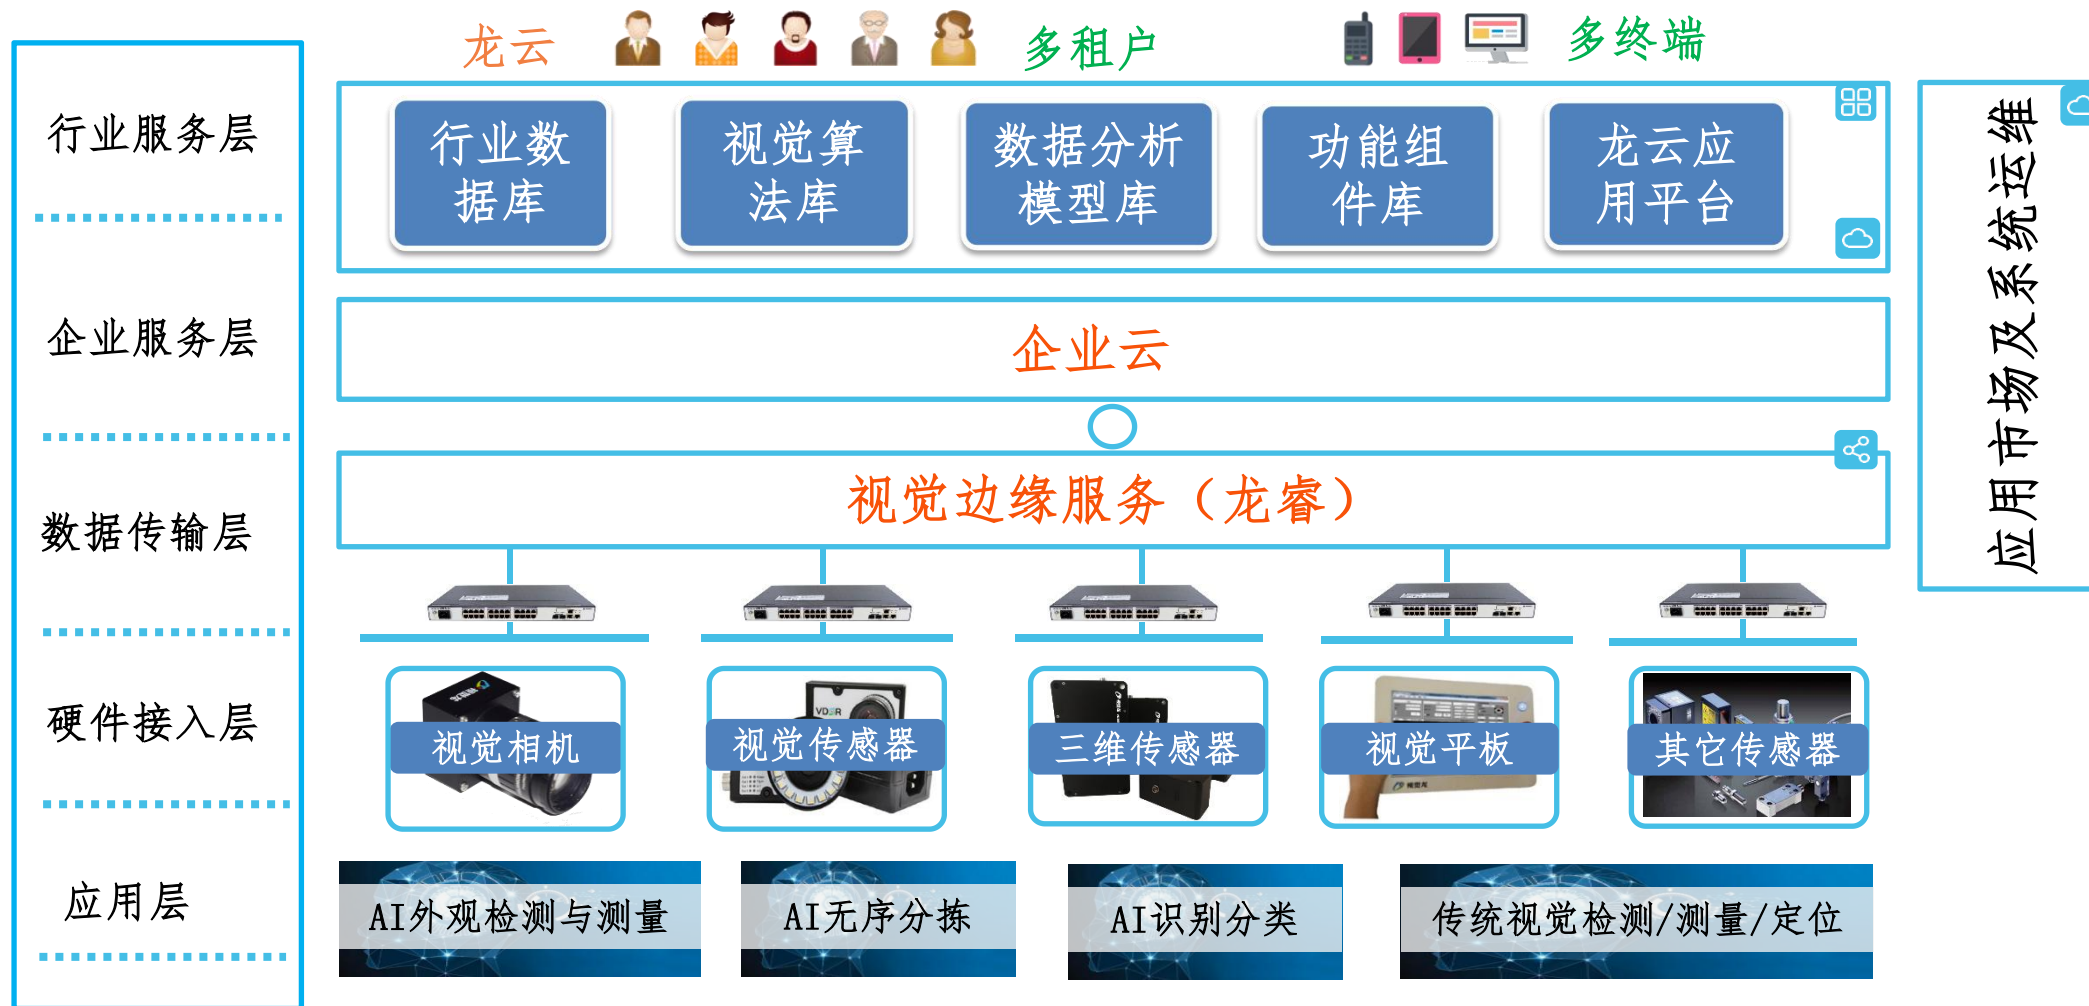 龙云
多租户
多终端
行业服务层
行业数
据库
视觉算
法库
数据分析
模型库
功能组
件库
龙云应
用平台
应用市场及系统运维
企业服务层
企业云
数据传输层
视觉边缘服务（龙睿）
硬件接入层
VDSR
视觉相机
视觉传感器
三维传感器
视觉平板
其它传感器
应用层
AI外观检测与测量
AI无序分拣
AI识别分类
传统视觉检测/测量/定位